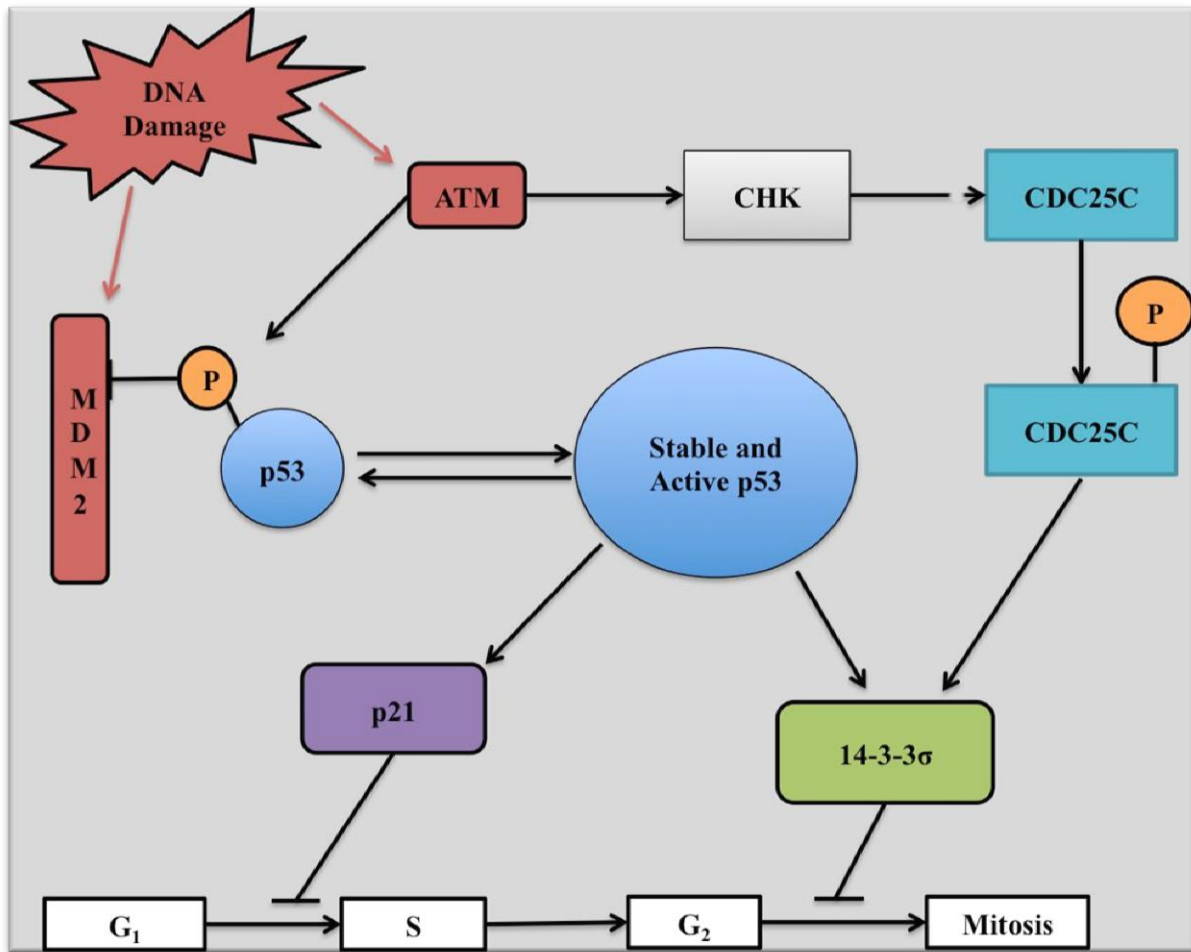 DNA
Damage
ATM
CHK
CDC25C
P
M
D
M
2
P
p53
Stable and
Active p53
CDC25C
p21
14-3-3σ
G₁
S
G₂
Mitosis